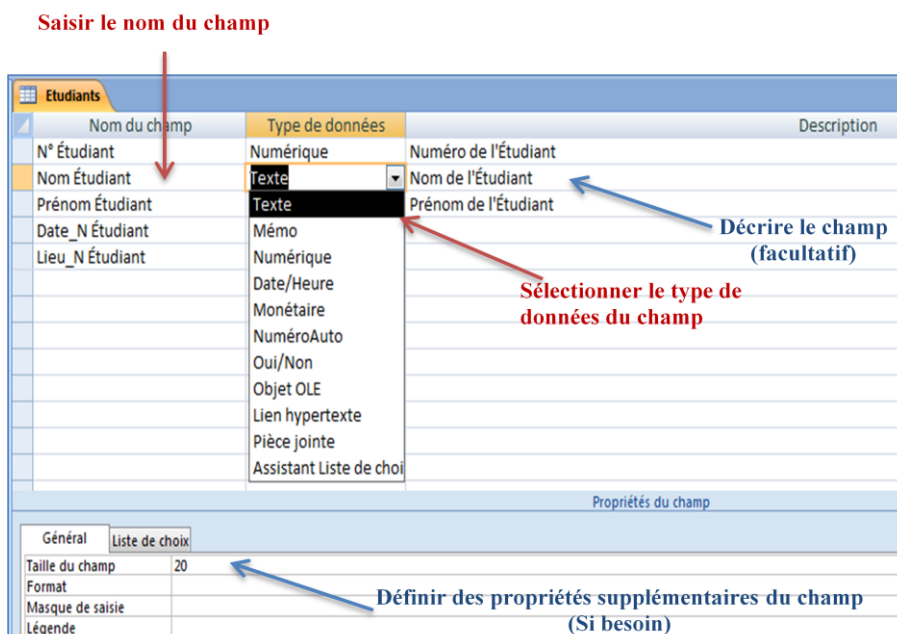 Saisir le nom du champ
Etudiants
Nom du champ Type de données Description
N° Étudiant Numérique Numéro de l'Étudiant
Nom Étudiant Texte Nom de l'Étudiant
Prénom Étudiant Texte Prénom de l'Étudiant
Date_N Étudiant Mémo
Lieu_N Étudiant Numérique
Date/Heure
Monétaire
NuméroAuto
Oui/Non
Objet OLE
Lien hypertexte
Pièce jointe
Assistant Liste de choi
Décrire le champ
(facultatif)
Sélectionner le type de
données du champ
Propriétés du champ
Général Liste de choix
Taille du champ 20
Format
Masque de saisie
Légende
Définir des propriétés supplémentaires du champ
(Si besoin)